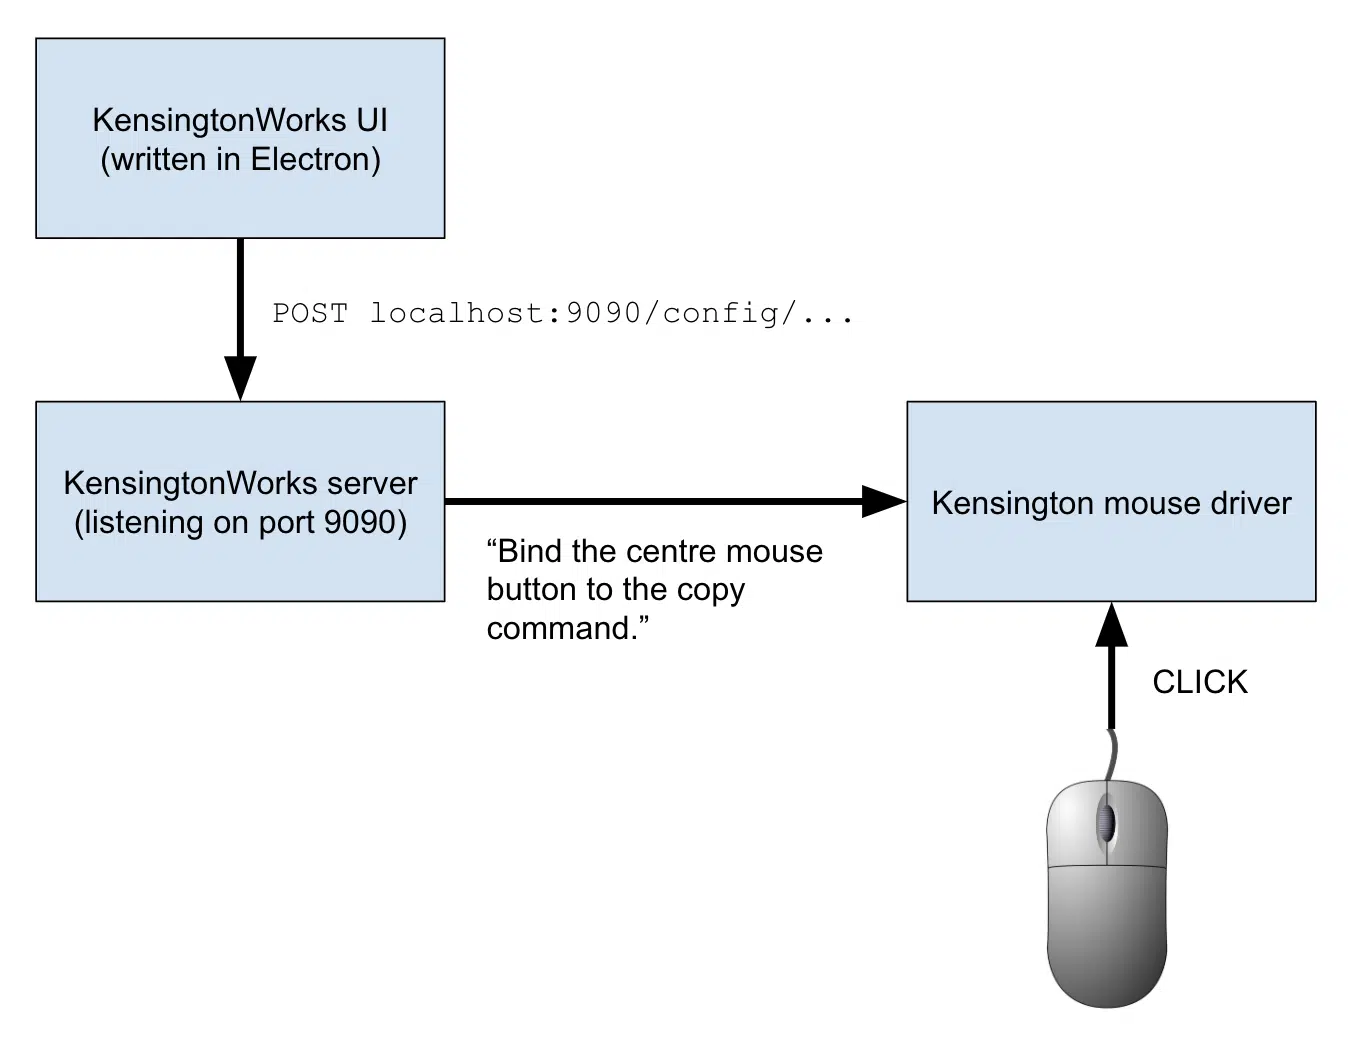 KensingtonWorks UI
(written in Electron)
POST localhost:9090/config/...
KensingtonWorks server
(listening on port 9090)
Kensington mouse driver
“Bind the centre mouse
button to the copy
command.”
CLICK